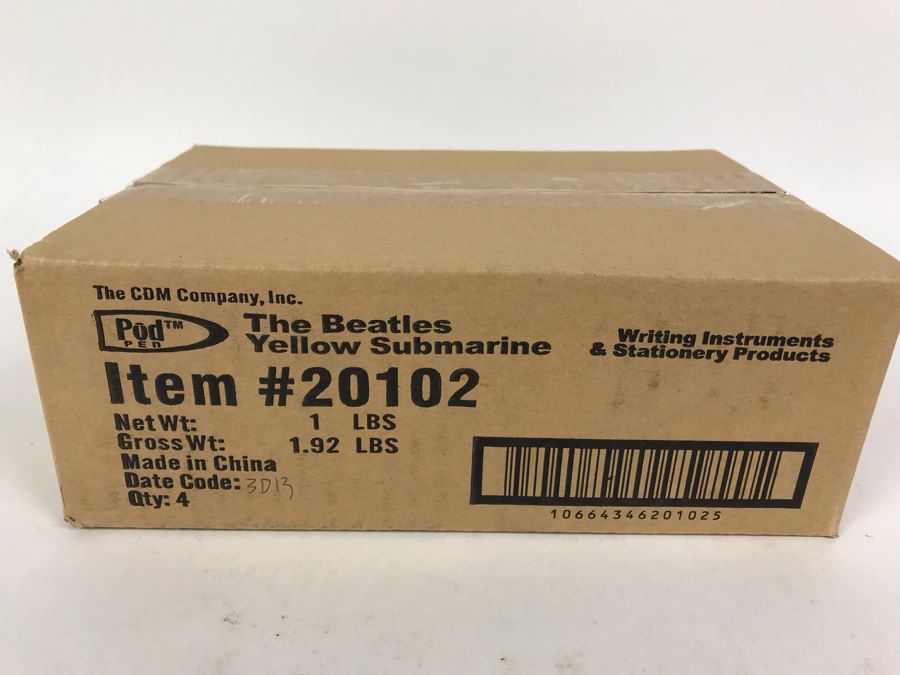 The CDM Company, Inc.
Pōd™
PEN
The Beatles
Yellow Submarine
Writing Instruments
& Stationery Products
Item #20102
Net Wt: 1 LBS
Gross Wt: 1.92 LBS
Made in China
Date Code: 3D13
Qty: 4
10664346201025